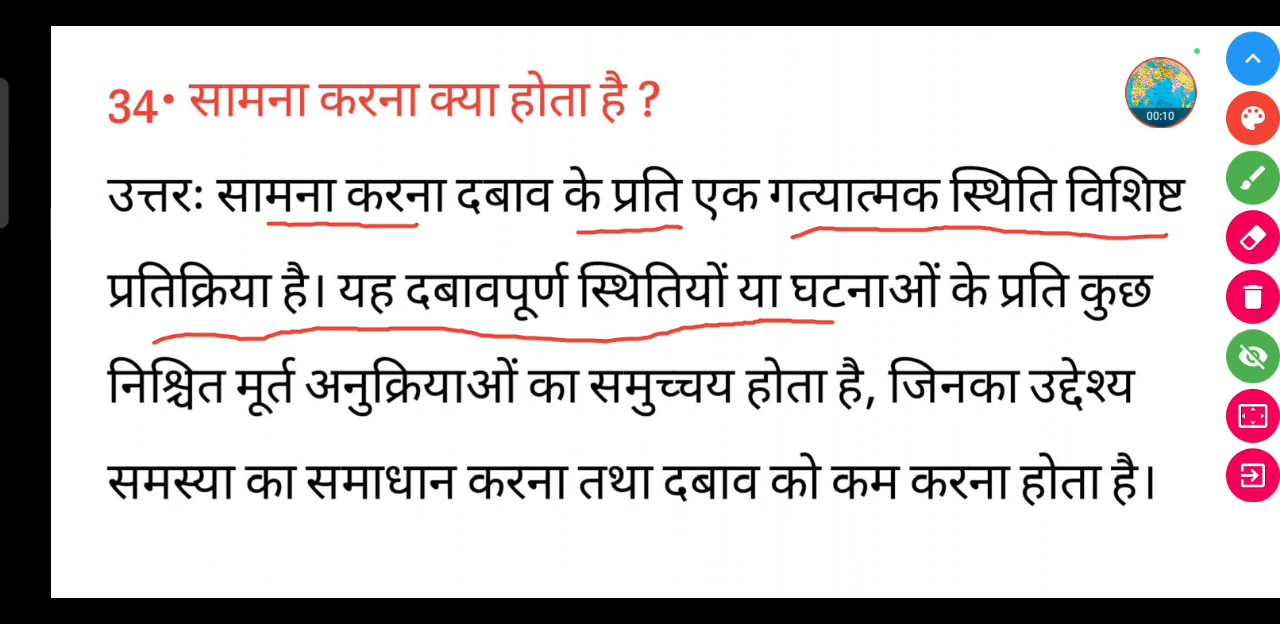 34• सामना करना क्या होता है ?
00:10
उत्तरः सामना करना दबाव के प्रति एक गत्यात्मक स्थिति विशिष्ट
प्रतिक्रिया है। यह दबावपूर्ण स्थितियों या घटनाओं के प्रति कुछ
निश्चित मूर्त अनुक्रियाओं का समुच्चय होता है, जिनका उद्देश्य
समस्या का समाधान करना तथा दबाव को कम करना होता है।